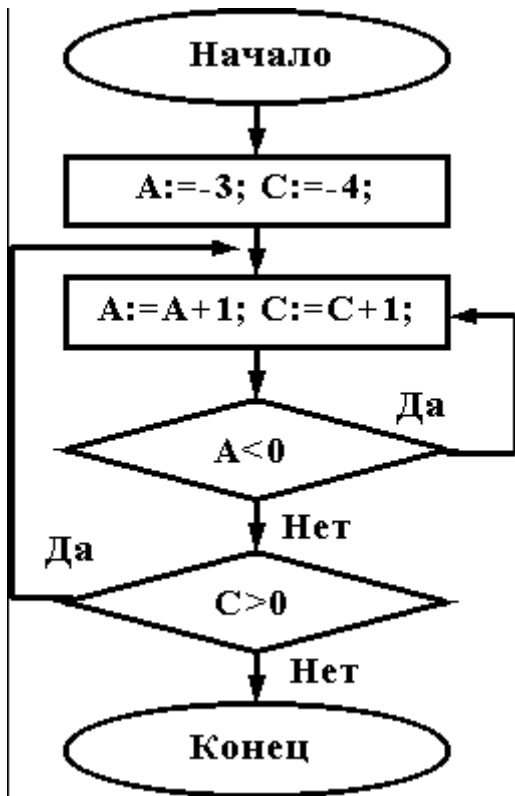 Начало
A:=-3; C:=-4;
A:=A+1; C:=C+1;
Да
A<0
Нет
Да
C>0
Нет
Конец